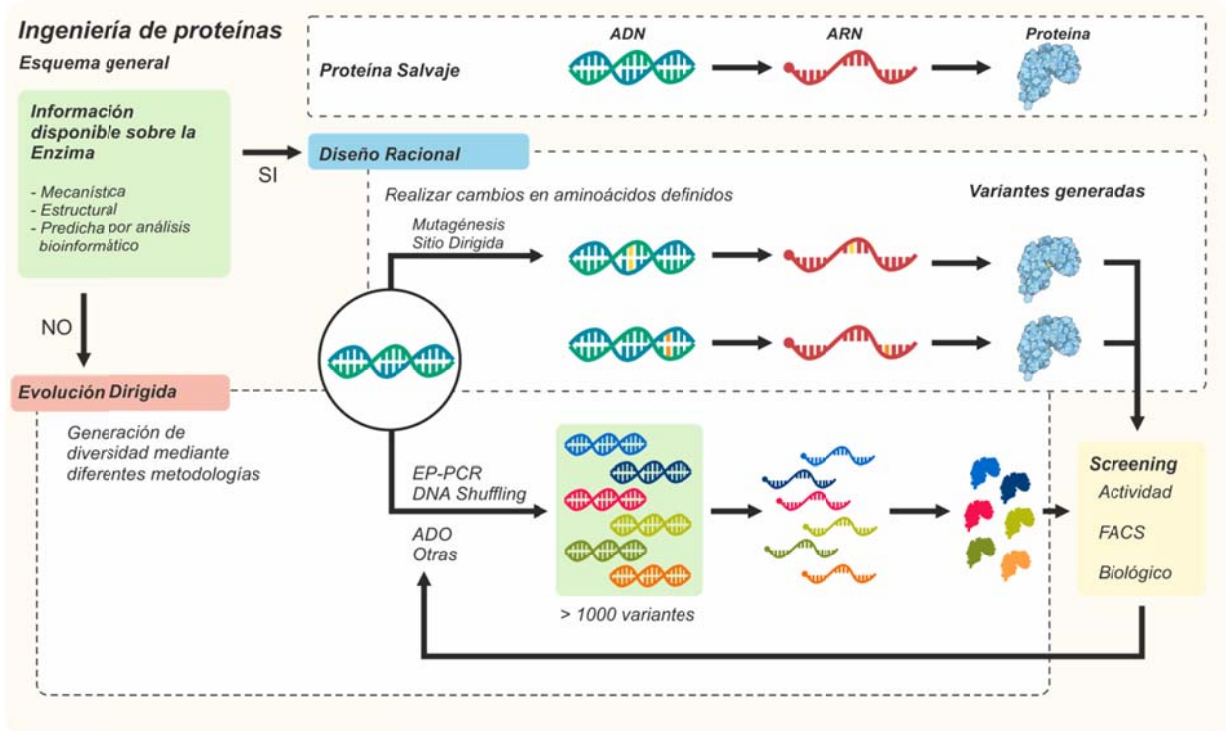 Ingeniería de proteínas
Esquema general
Información
disponible sobre la
Enzima
- Mecanística
- Estructural
- Predicha por análisis
bioinformático
SI
NO
Proteína Salvaje
ADN
ARN
Proteína
Diseño Racional
Realizar cambios en aminoácidos definidos
Variantes generadas
Mutagénesis
Sitio Dirigida
Evolución Dirigida
Generación de
diversidad mediante
diferentes metodologías
EP-PCR
DNA Shuffling
ADO
Otras
> 1000 variantes
Screening
Actividad
FACS
Biológico